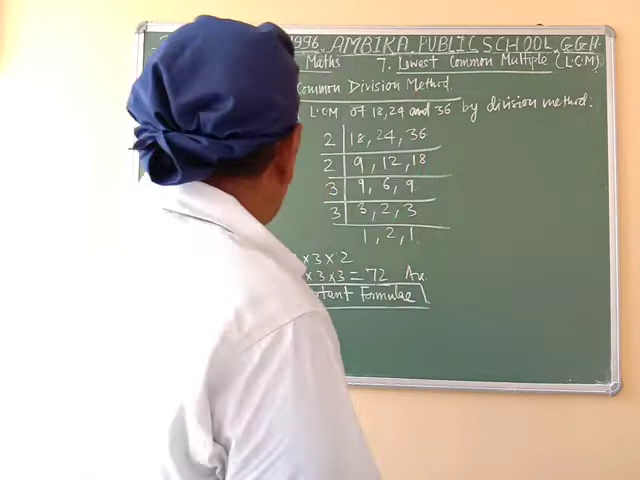 1996, AMBIKA PUBLIC SCHOOL, G.G.H.
Maths 7. Lowest Common Multiple (L.C.M)
Common Division Method
L.C.M of 18,24 and 36 by division method.
2 | 18, 24, 36
2 | 9, 12, 18
3 | 9, 6, 9
3 | 3, 2, 3
1, 2, 1
× 3 × 2
× 3 × 3 = 72 Ans.
Formulae